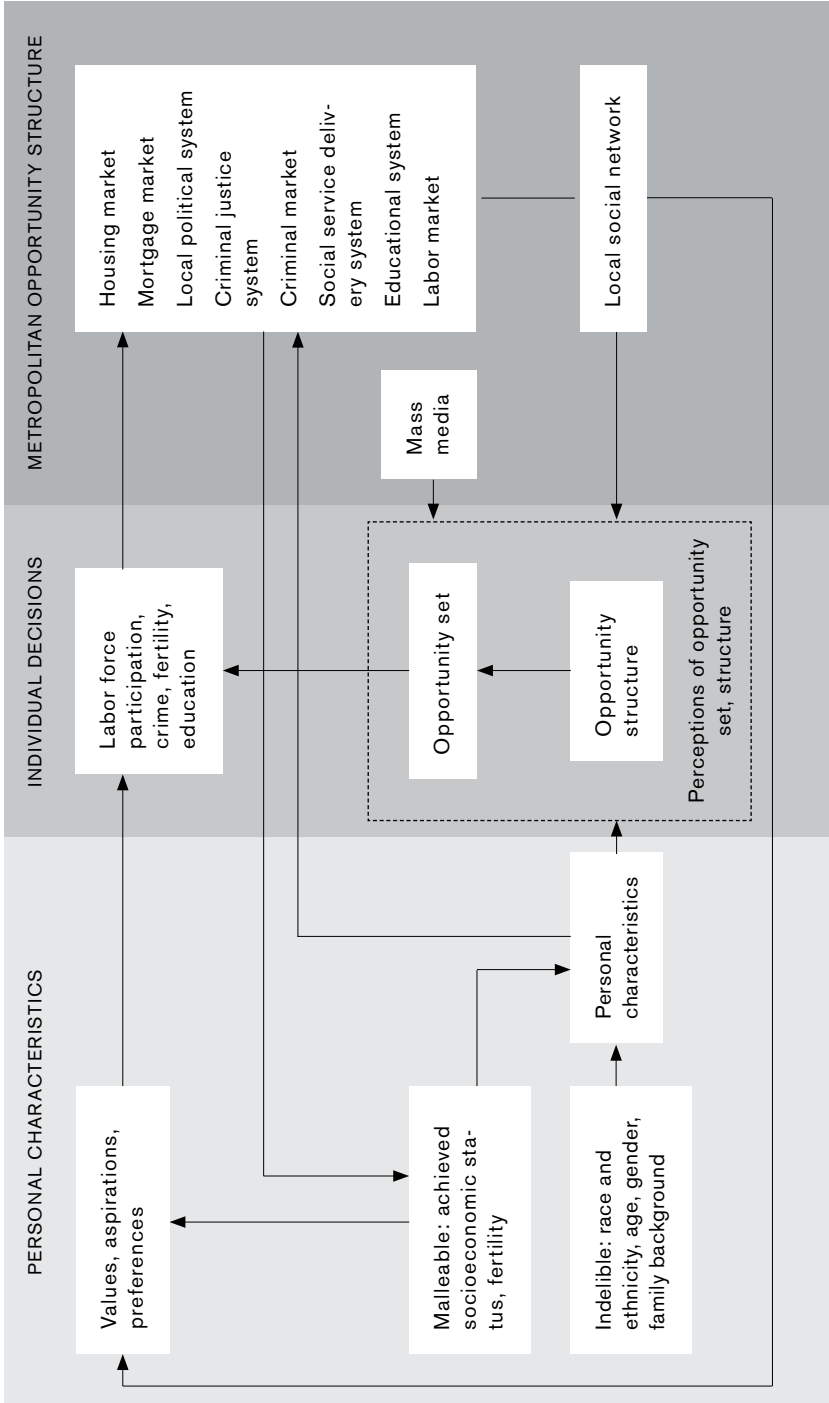 PERSONAL CHARACTERISTICS
INDIVIDUAL DECISIONS
METROPOLITAN OPPORTUNITY STRUCTURE
Values, aspirations,
preferences
Labor force
participation,
crime, fertility,
education
Housing market
Mortgage market
Local political system
Criminal justice
system
Criminal market
Social service deliv-
ery system
Educational system
Labor market
Malleable: achieved
socioeconomic sta-
tus, fertility
Opportunity set
Mass
media
Indelible: race and
ethnicity, age, gender,
family background
Personal
characteristics
Opportunity
structure
Perceptions of opportunity
set, structure
Local social network